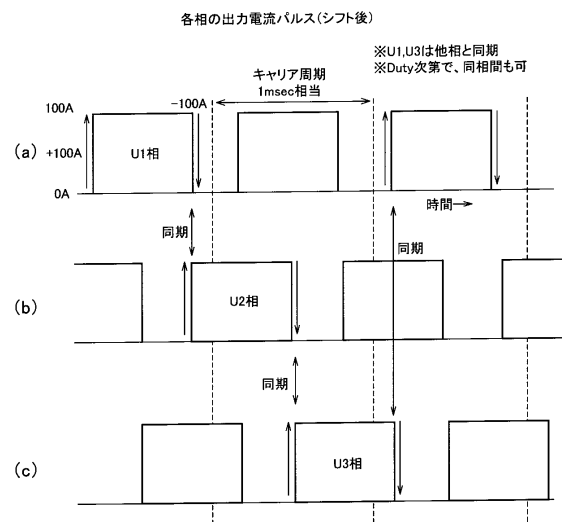 各相の出力電流パルス(シフト後)
※U1,U3は他相と同期
※Duty次第で、同相間も可
キャリア周期
1msec相当
100A
-100A
(a)
+100A
U1相
0A
時間→
同期
同期
(b)
U2相
同期
(c)
U3相